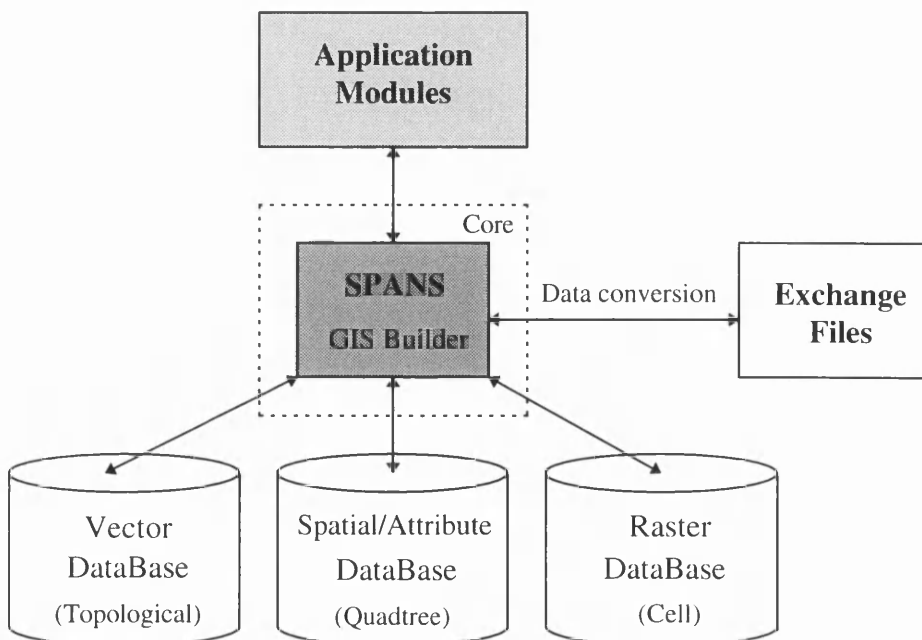 Application
Modules
Core
SPANS
GIS Builder
Data conversion
Exchange
Files
Vector
DataBase
(Topological)
Spatial/Attribute
DataBase
(Quadtree)
Raster
DataBase
(Cell)